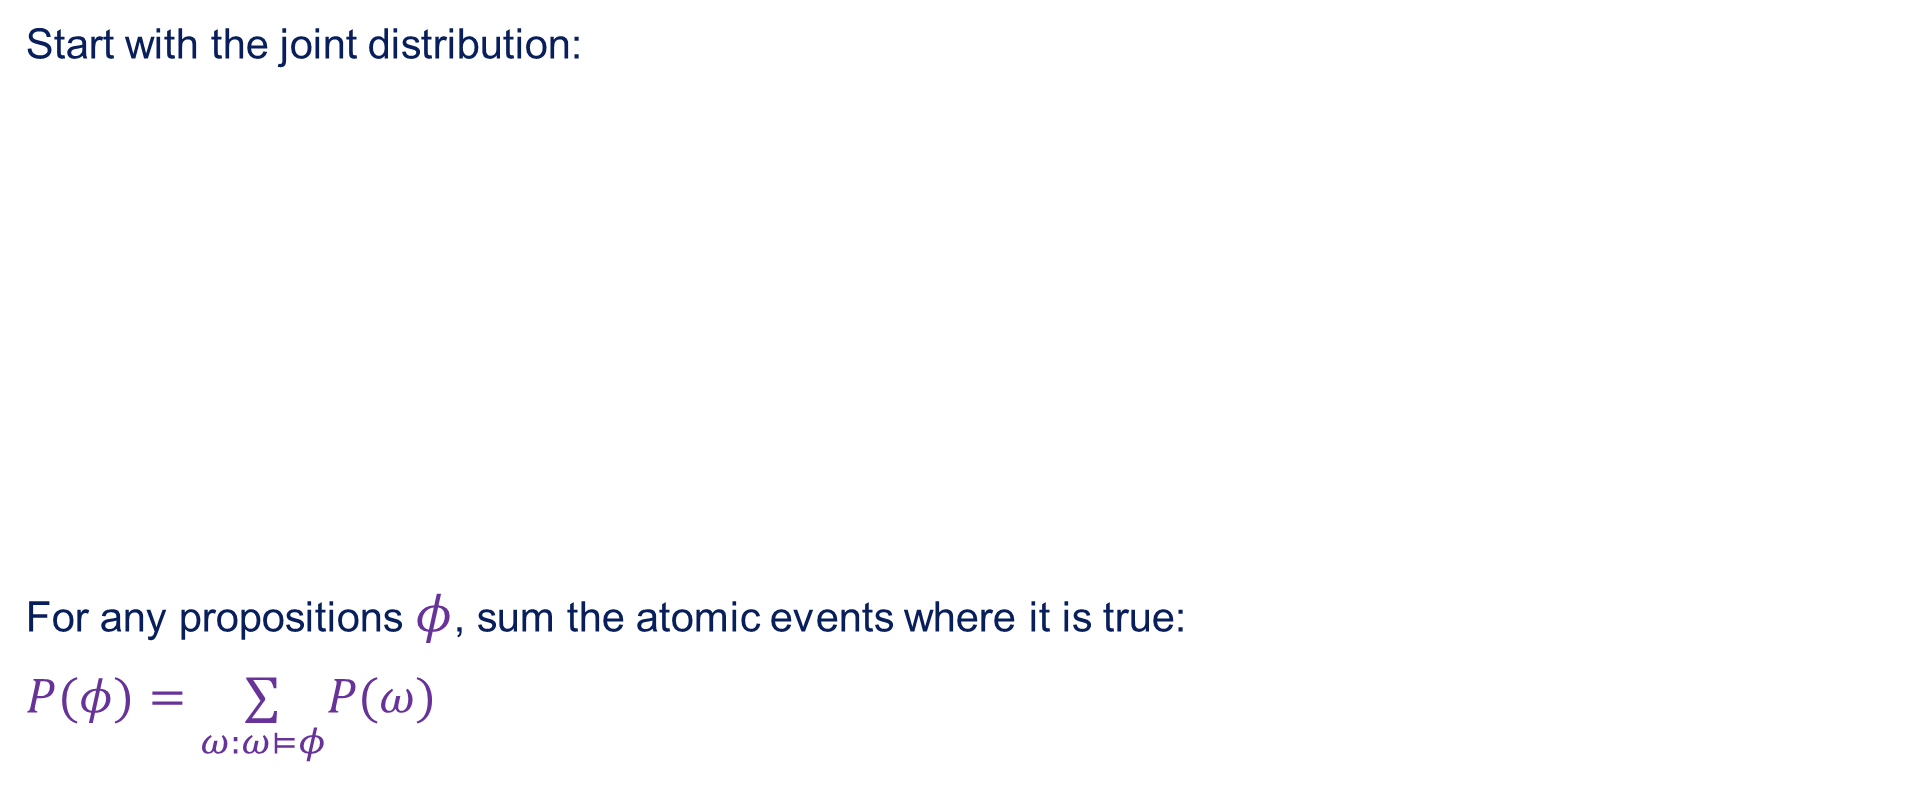 Start with the joint distribution:
For any propositions 𝜙, sum the atomic events where it is true:
𝑃(𝜙) = ∑ 𝑃(𝜔)
𝜔:𝜔⊨𝜙